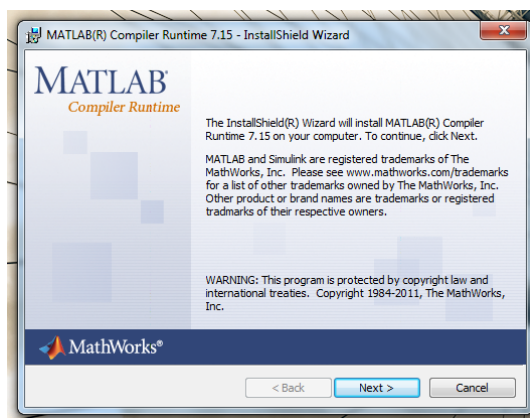 MATLAB(R) Compiler Runtime 7.15 - InstallShield Wizard
MATLAB®
Compiler Runtime
The InstallShield(R) Wizard will install MATLAB(R) Compiler
Runtime 7.15 on your computer. To continue, click Next.
MATLAB and Simulink are registered trademarks of The
MathWorks, Inc.  Please see www.mathworks.com/trademarks
for a list of other trademarks owned by The MathWorks, Inc.
Other product or brand names are trademarks or registered
tradmarks of their respective owners.
WARNING: This program is protected by copyright law and
international treaties.  Copyright 1984-2011, The MathWorks,
Inc.
MathWorks®
< Back
Next >
Cancel